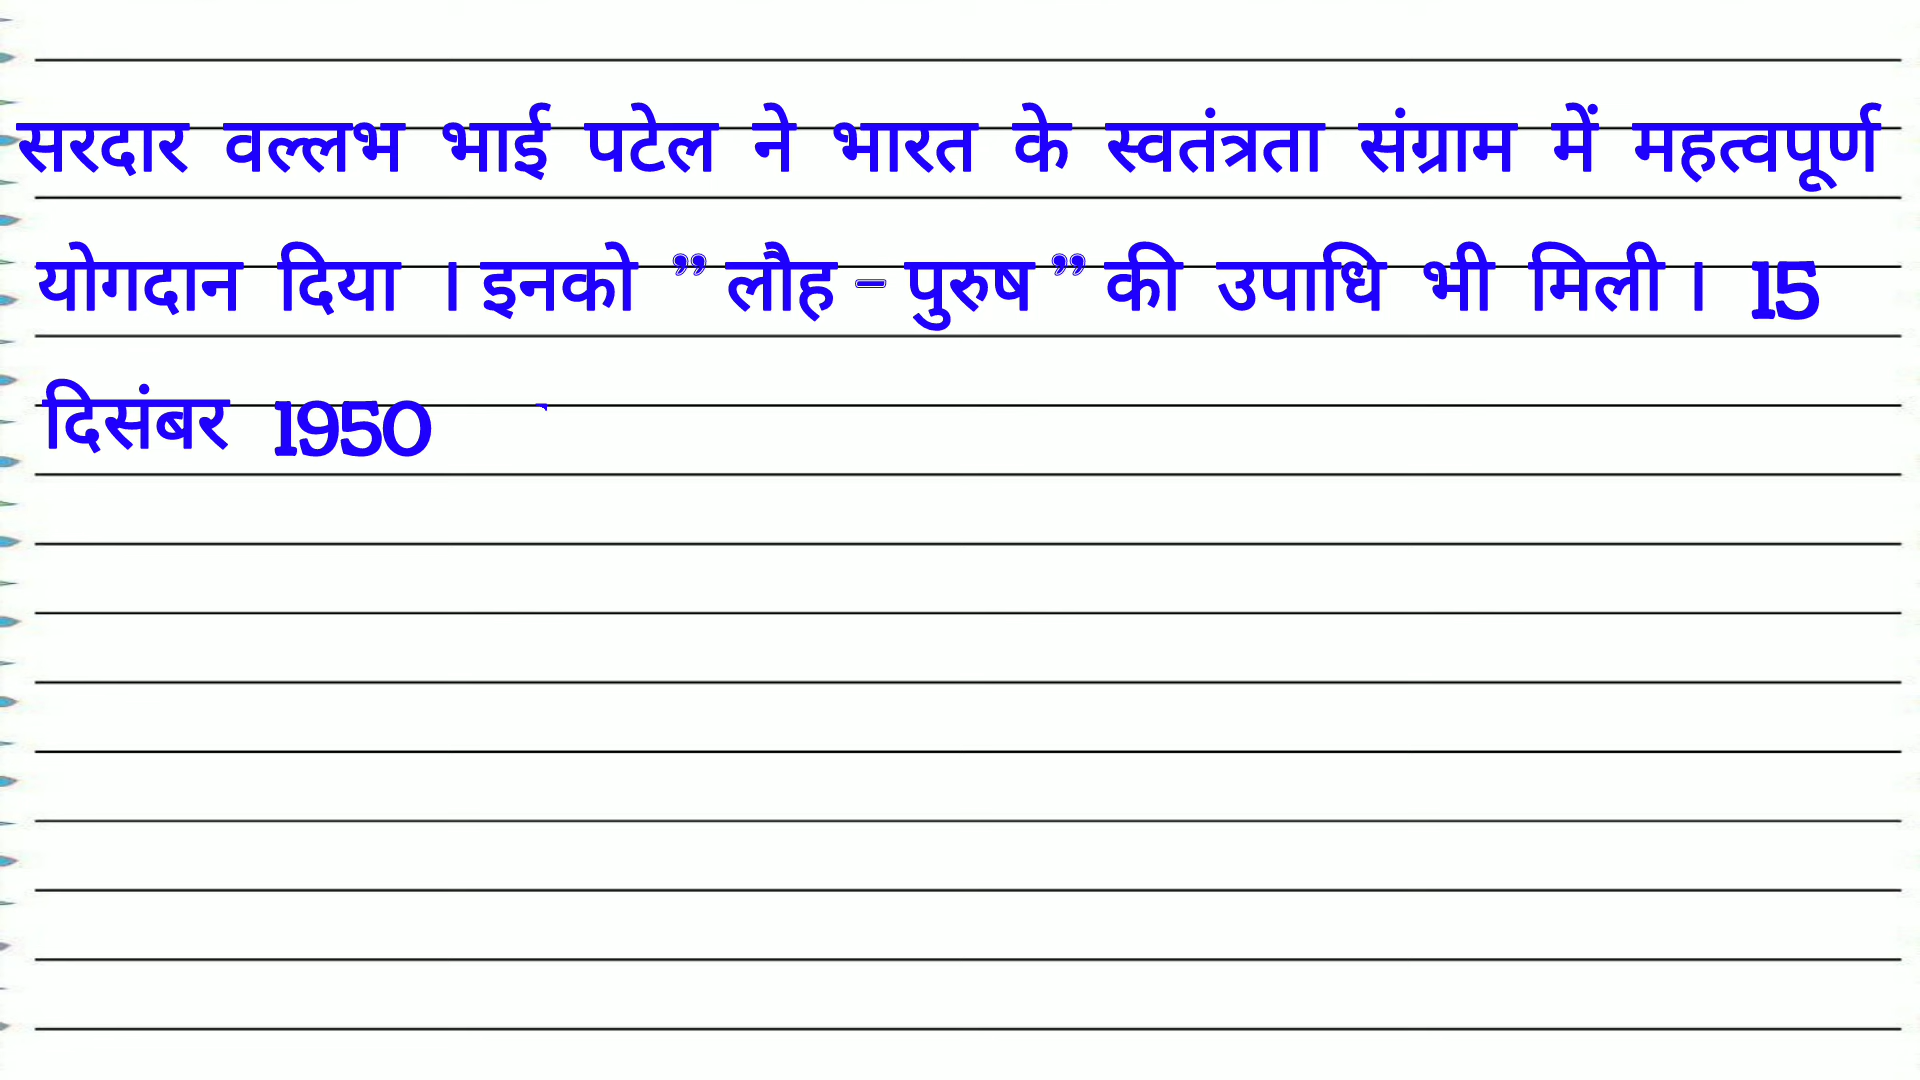 सरदार वल्लभ भाई पटेल ने भारत के स्वतंत्रता संग्राम में महत्वपूर्ण
योगदान दिया । इनको ” लौह - पुरुष ” की उपाधि भी मिली । 15
दिसंबर 1950